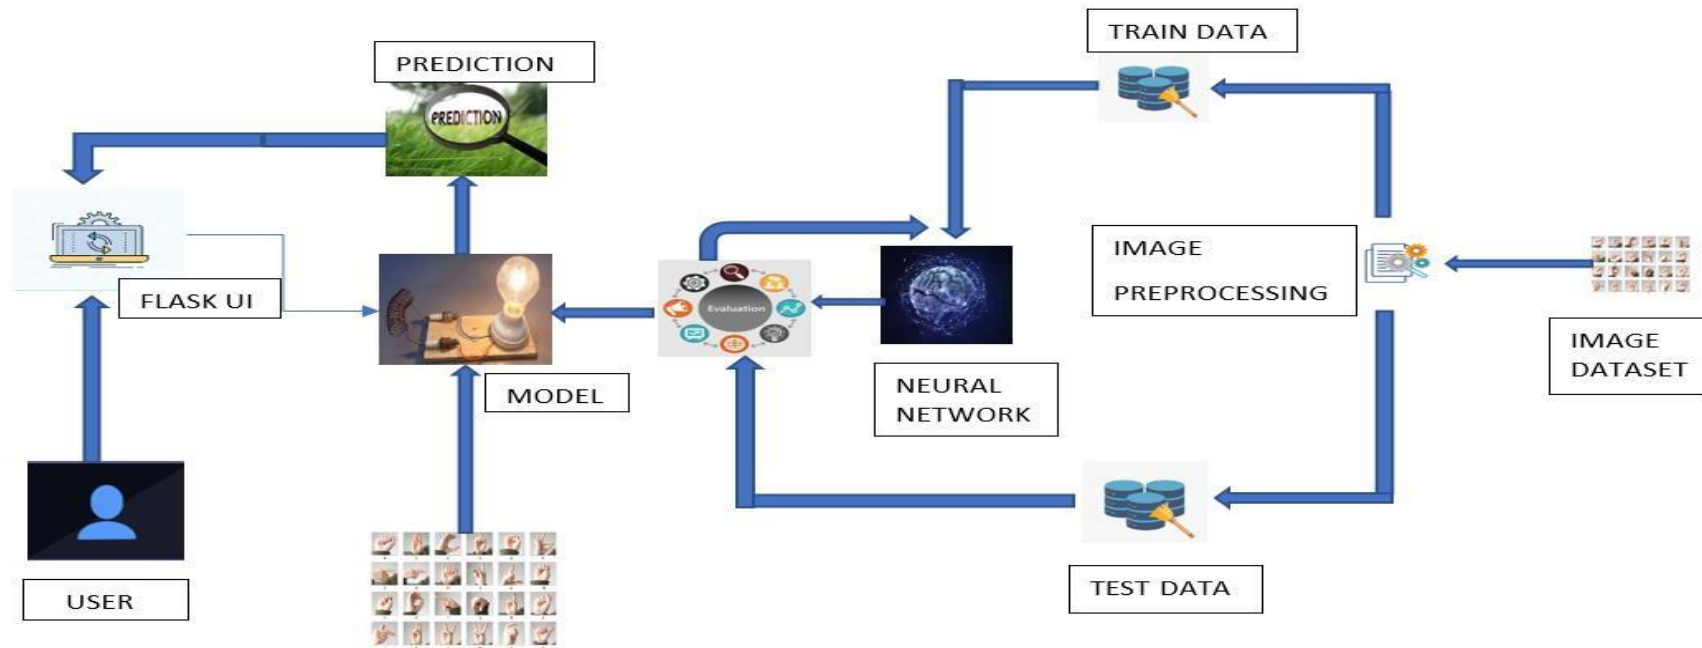 TRAIN DATA
PREDICTION
PREDICTION
IMAGE
PREPROCESSING
FLASK UI
Evaluation
IMAGE
DATASET
MODEL
NEURAL
NETWORK
USER
TEST DATA